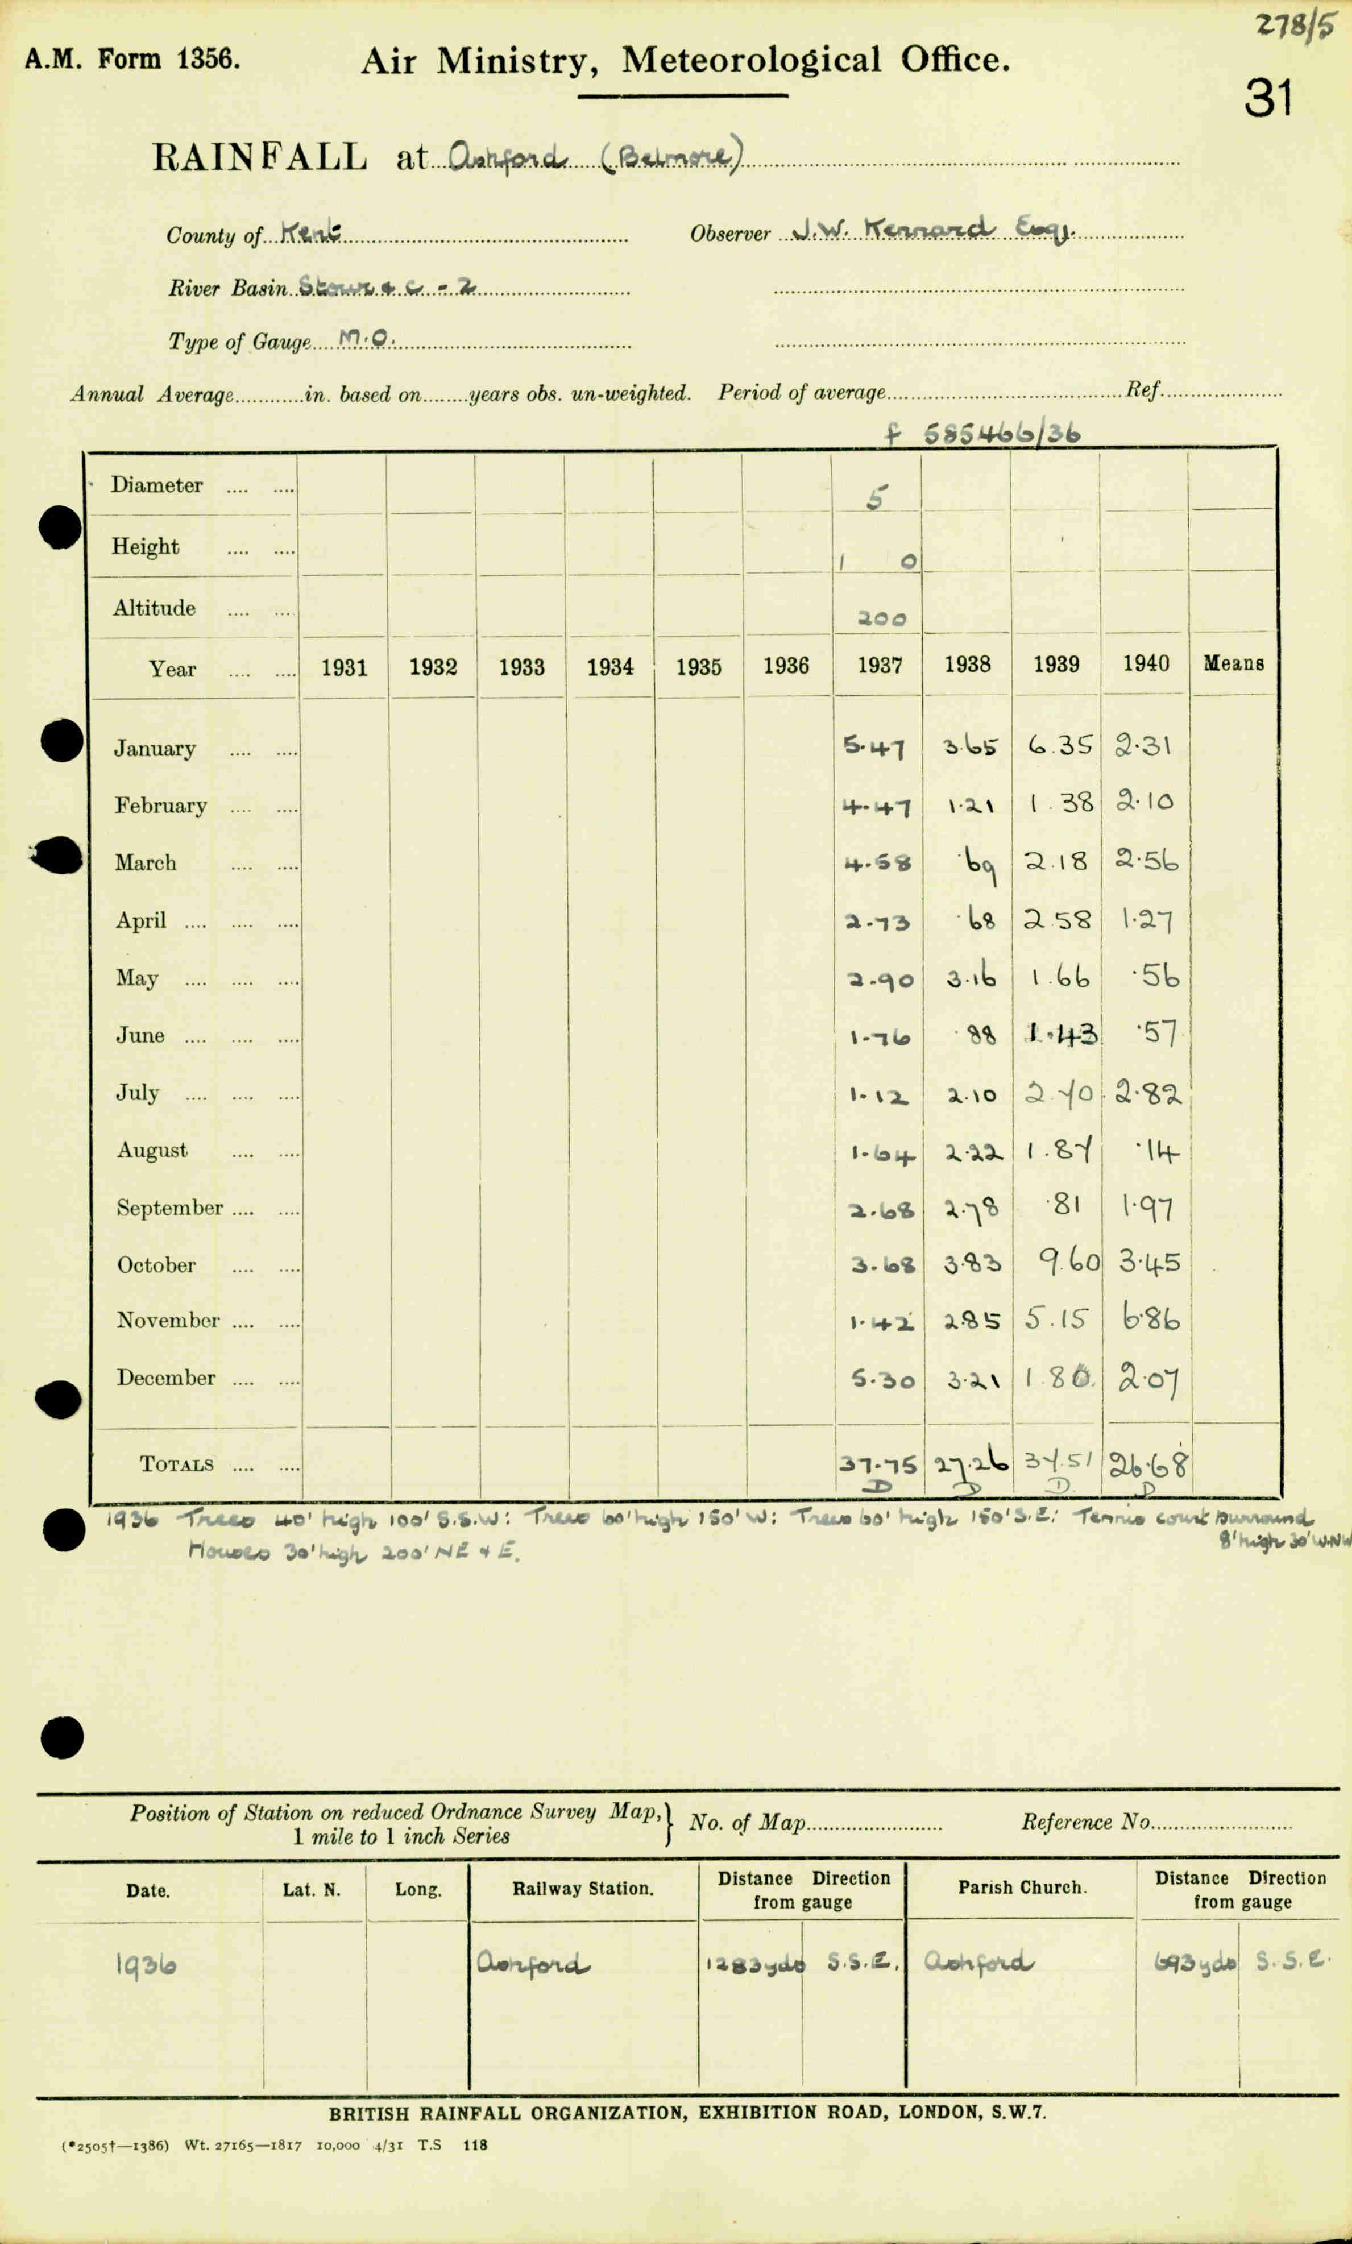 278/5
A.M. Form 1356. Air Ministry, Meteorological Office.
31
RAINFALL at Ashford (Belmore)
County of Kent Observer J.W. Kennard Esq.
River Basin Stour & c - 2
Type of Gauge M.O.
Annual Average............in. based on........years obs. un-weighted. Period of average........................................Ref.....................
f 585466/36
Diameter .... .... 5
Height .... .... 1 0
Altitude .... .... 200
Year .... .... 1931 1932 1933 1934 1935 1936 1937 1938 1939 1940 Means
January .... .... 5.47 3.65 6.35 2.31
February .... .... 4.47 1.21 1.38 2.10
March .... .... 4.58 .69 2.18 2.56
April .... .... .... 2.73 .68 2.58 1.27
May .... .... .... 2.90 3.16 1.66 .56
June .... .... .... 1.76 .88 1.43 .57
July .... .... .... 1.12 2.10 2.70 2.82
August .... .... 1.64 2.22 1.87 .14
September .... .... 2.68 2.78 .81 1.97
October .... .... 3.68 3.83 9.60 3.45
November .... .... 1.42 2.85 5.15 6.86
December .... .... 5.30 3.21 1.80 2.07
TOTALS .... .... 37.75 27.26 37.51 26.68
D D D D
1936 Trees 40' high 100' S.S.W: Trees 60' high 150' W: Trees 60' high 150' S.E: Tennis court surround
8' high 30' W.NW
Houses 30' high 200' NE & E.
Position of Station on reduced Ordnance Survey Map, } No. of Map........................ Reference No.........................
1 mile to 1 inch Series
Date. Lat. N. Long. Railway Station. Distance Direction from gauge Parish Church. Distance Direction from gauge
1936 Ashford 1283yds S.S.E. Ashford 693yds S.S.E.
BRITISH RAINFALL ORGANIZATION, EXHIBITION ROAD, LONDON, S.W.7.
(*2505†—1386) Wt. 27165—1817 10,000 4/31 T.S 118